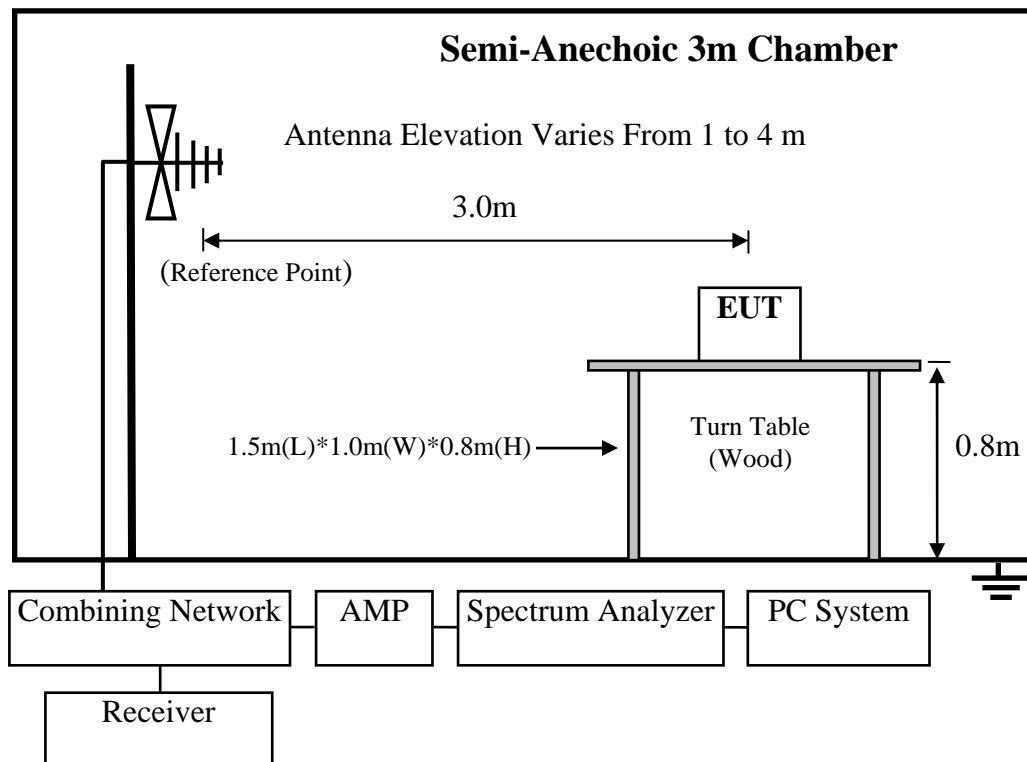 Semi-Anechoic 3m Chamber
Antenna Elevation Varies From 1 to 4 m
3.0m
(Reference Point)
EUT
1.5m(L)*1.0m(W)*0.8m(H)
Turn Table
(Wood)
0.8m
Combining Network
AMP
Spectrum Analyzer
PC System
Receiver